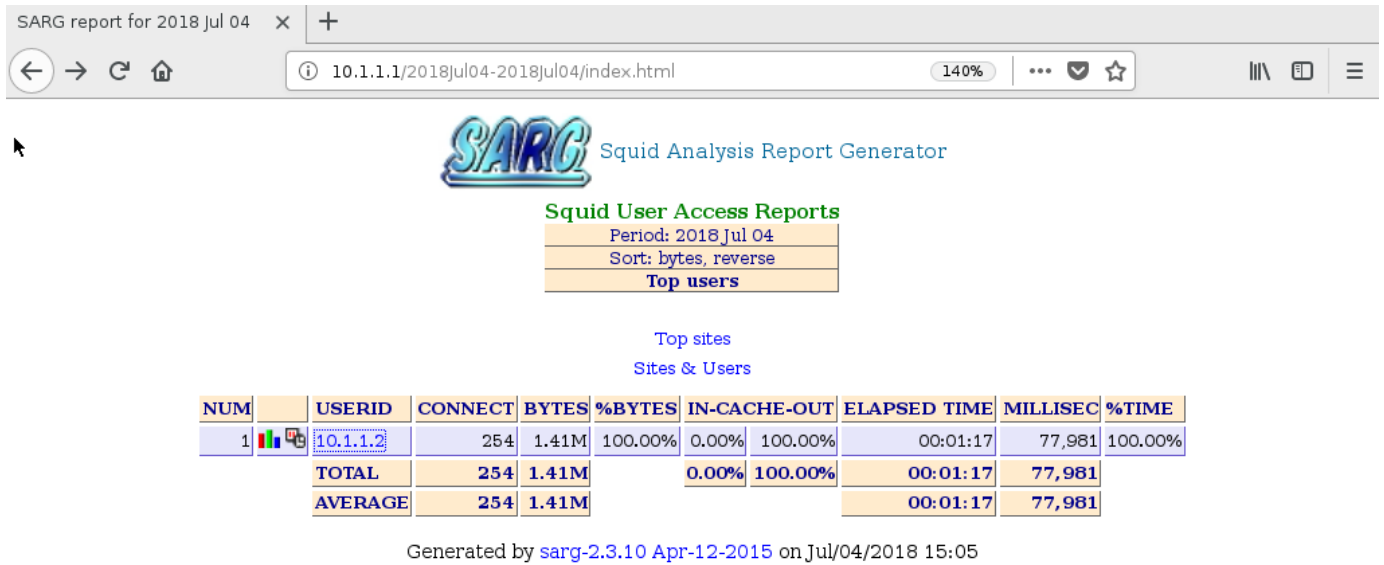 SARG report for 2018 Jul 04
10.1.1.1/2018Jul04-2018Jul04/index.html 140%
SARG Squid Analysis Report Generator
Squid User Access Reports
Period: 2018 Jul 04
Sort: bytes, reverse
Top users
Top sites
Sites & Users
NUM USERID CONNECT BYTES %BYTES IN-CACHE-OUT ELAPSED TIME MILLISEC %TIME
1 10.1.1.2 254 1.41M 100.00% 0.00% 100.00% 00:01:17 77,981 100.00%
TOTAL 254 1.41M 0.00% 100.00% 00:01:17 77,981
AVERAGE 254 1.41M 00:01:17 77,981
Generated by sarg-2.3.10 Apr-12-2015 on Jul/04/2018 15:05